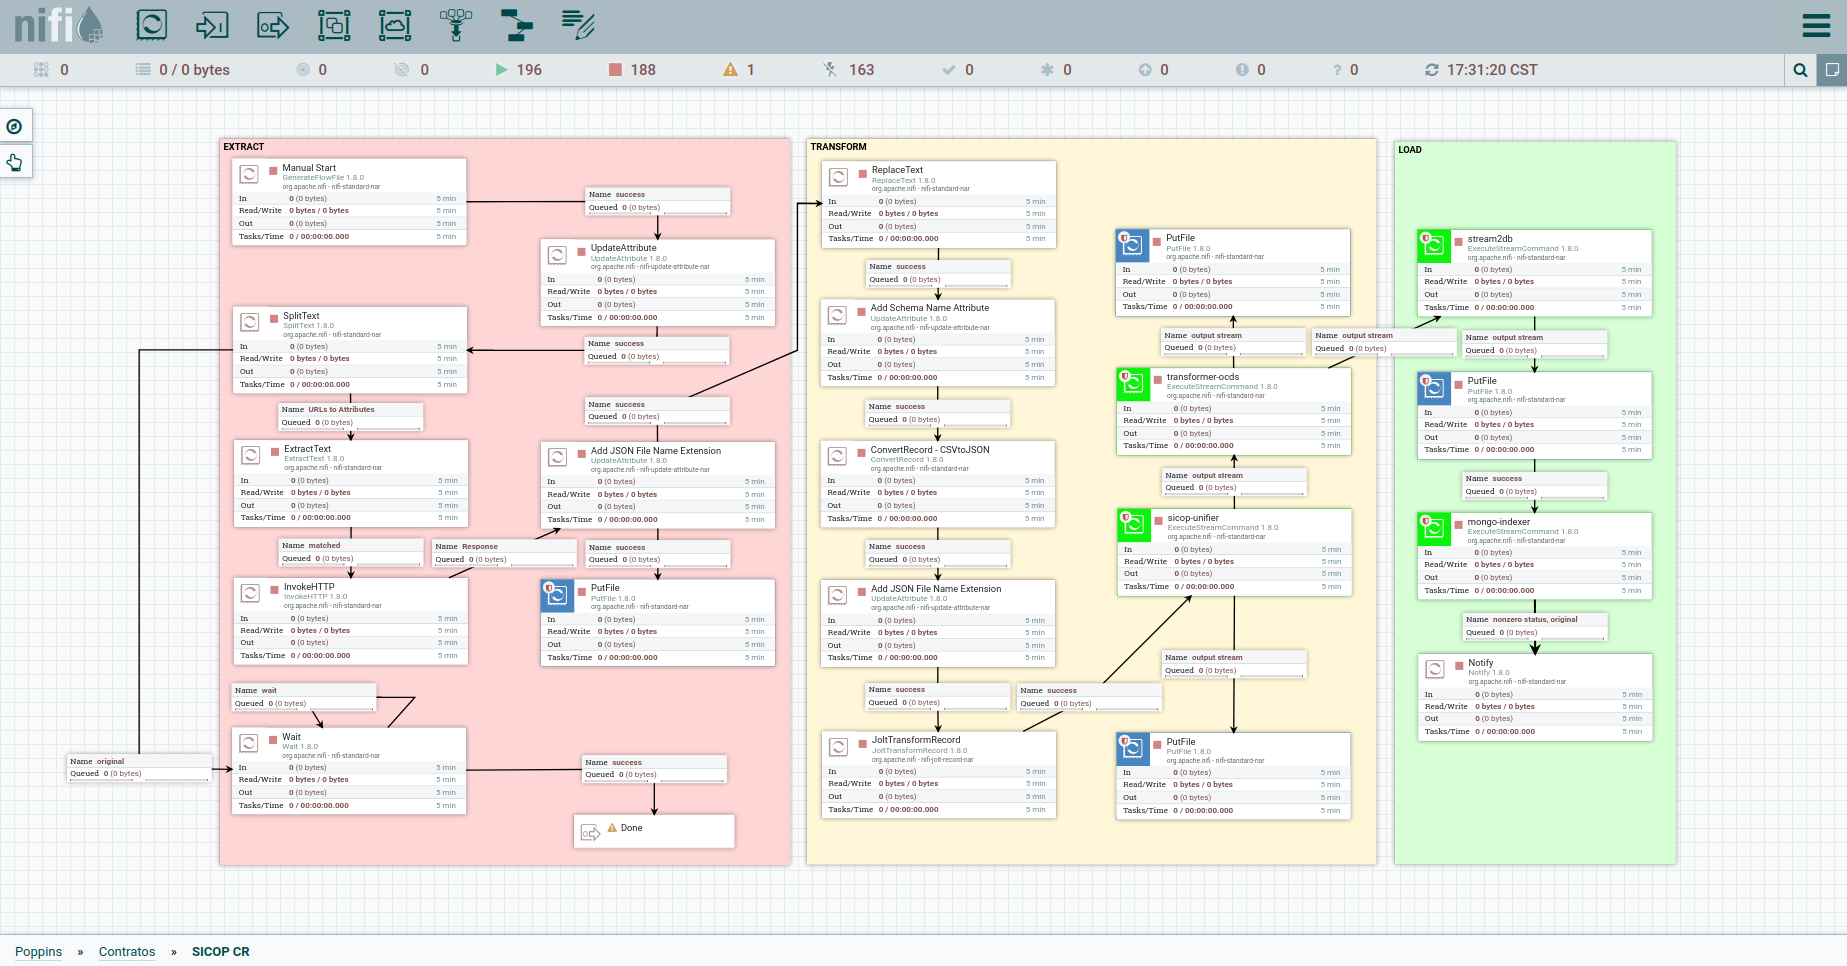 nifi
0
0 / 0 bytes
0
0
196
188
1
163
0
0
0
0
? 0
17:31:20 CST
EXTRACT
Manual Start
GenerateFlowFile 1.8.0
org.apache.nifi - nifi-standard-nar
In 0 (0 bytes) 5 min
Read/Write 0 bytes / 0 bytes 5 min
Out 0 (0 bytes) 5 min
Tasks/Time 0 / 00:00:00.000 5 min
Name success
Queued 0 (0 bytes)
UpdateAttribute
UpdateAttribute 1.8.0
org.apache.nifi - nifi-update-attribute-nar
In 0 (0 bytes) 5 min
Read/Write 0 bytes / 0 bytes 5 min
Out 0 (0 bytes) 5 min
Tasks/Time 0 / 00:00:00.000 5 min
Name success
Queued 0 (0 bytes)
SplitText
SplitText 1.8.0
org.apache.nifi - nifi-standard-nar
In 0 (0 bytes) 5 min
Read/Write 0 bytes / 0 bytes 5 min
Out 0 (0 bytes) 5 min
Tasks/Time 0 / 00:00:00.000 5 min
Name URLs to Attributes
Queued 0 (0 bytes)
ExtractText
ExtractText 1.8.0
org.apache.nifi - nifi-standard-nar
In 0 (0 bytes) 5 min
Read/Write 0 bytes / 0 bytes 5 min
Out 0 (0 bytes) 5 min
Tasks/Time 0 / 00:00:00.000 5 min
Name matched
Queued 0 (0 bytes)
InvokeHTTP
InvokeHTTP 1.8.0
org.apache.nifi - nifi-standard-nar
In 0 (0 bytes) 5 min
Read/Write 0 bytes / 0 bytes 5 min
Out 0 (0 bytes) 5 min
Tasks/Time 0 / 00:00:00.000 5 min
Name Response
Queued 0 (0 bytes)
Name success
Queued 0 (0 bytes)
Add JSON File Name Extension
UpdateAttribute 1.8.0
org.apache.nifi - nifi-update-attribute-nar
In 0 (0 bytes) 5 min
Read/Write 0 bytes / 0 bytes 5 min
Out 0 (0 bytes) 5 min
Tasks/Time 0 / 00:00:00.000 5 min
Name success
Queued 0 (0 bytes)
PutFile
PutFile 1.8.0
org.apache.nifi - nifi-standard-nar
In 0 (0 bytes) 5 min
Read/Write 0 bytes / 0 bytes 5 min
Out 0 (0 bytes) 5 min
Tasks/Time 0 / 00:00:00.000 5 min
Name wait
Queued 0 (0 bytes)
Name original
Queued 0 (0 bytes)
Wait
Wait 1.8.0
org.apache.nifi - nifi-standard-nar
In 0 (0 bytes) 5 min
Read/Write 0 bytes / 0 bytes 5 min
Out 0 (0 bytes) 5 min
Tasks/Time 0 / 00:00:00.000 5 min
Name success
Queued 0 (0 bytes)
Done
TRANSFORM
ReplaceText
ReplaceText 1.8.0
org.apache.nifi - nifi-standard-nar
In 0 (0 bytes) 5 min
Read/Write 0 bytes / 0 bytes 5 min
Out 0 (0 bytes) 5 min
Tasks/Time 0 / 00:00:00.000 5 min
Name success
Queued 0 (0 bytes)
Add Schema Name Attribute
UpdateAttribute 1.8.0
org.apache.nifi - nifi-update-attribute-nar
In 0 (0 bytes) 5 min
Read/Write 0 bytes / 0 bytes 5 min
Out 0 (0 bytes) 5 min
Tasks/Time 0 / 00:00:00.000 5 min
Name success
Queued 0 (0 bytes)
ConvertRecord - CSVtoJSON
ConvertRecord 1.8.0
org.apache.nifi - nifi-standard-nar
In 0 (0 bytes) 5 min
Read/Write 0 bytes / 0 bytes 5 min
Out 0 (0 bytes) 5 min
Tasks/Time 0 / 00:00:00.000 5 min
Name success
Queued 0 (0 bytes)
Add JSON File Name Extension
UpdateAttribute 1.8.0
org.apache.nifi - nifi-update-attribute-nar
In 0 (0 bytes) 5 min
Read/Write 0 bytes / 0 bytes 5 min
Out 0 (0 bytes) 5 min
Tasks/Time 0 / 00:00:00.000 5 min
Name success
Queued 0 (0 bytes)
JoltTransformRecord
JoltTransformRecord 1.8.0
org.apache.nifi - nifi-jolt-record-nar
In 0 (0 bytes) 5 min
Read/Write 0 bytes / 0 bytes 5 min
Out 0 (0 bytes) 5 min
Tasks/Time 0 / 00:00:00.000 5 min
Name success
Queued 0 (0 bytes)
PutFile
PutFile 1.8.0
org.apache.nifi - nifi-standard-nar
In 0 (0 bytes) 5 min
Read/Write 0 bytes / 0 bytes 5 min
Out 0 (0 bytes) 5 min
Tasks/Time 0 / 00:00:00.000 5 min
Name output stream
Queued 0 (0 bytes)
Name output stream
Queued 0 (0 bytes)
transformer-ocds
ExecuteStreamCommand 1.8.0
org.apache.nifi - nifi-standard-nar
In 0 (0 bytes) 5 min
Read/Write 0 bytes / 0 bytes 5 min
Out 0 (0 bytes) 5 min
Tasks/Time 0 / 00:00:00.000 5 min
Name output stream
Queued 0 (0 bytes)
sicop-unifier
ExecuteStreamCommand 1.8.0
org.apache.nifi - nifi-standard-nar
In 0 (0 bytes) 5 min
Read/Write 0 bytes / 0 bytes 5 min
Out 0 (0 bytes) 5 min
Tasks/Time 0 / 00:00:00.000 5 min
Name output stream
Queued 0 (0 bytes)
PutFile
PutFile 1.8.0
org.apache.nifi - nifi-standard-nar
In 0 (0 bytes) 5 min
Read/Write 0 bytes / 0 bytes 5 min
Out 0 (0 bytes) 5 min
Tasks/Time 0 / 00:00:00.000 5 min
LOAD
stream2db
ExecuteStreamCommand 1.8.0
org.apache.nifi - nifi-standard-nar
In 0 (0 bytes) 5 min
Read/Write 0 bytes / 0 bytes 5 min
Out 0 (0 bytes) 5 min
Tasks/Time 0 / 00:00:00.000 5 min
Name output stream
Queued 0 (0 bytes)
PutFile
PutFile 1.8.0
org.apache.nifi - nifi-standard-nar
In 0 (0 bytes) 5 min
Read/Write 0 bytes / 0 bytes 5 min
Out 0 (0 bytes) 5 min
Tasks/Time 0 / 00:00:00.000 5 min
Name success
Queued 0 (0 bytes)
mongo-indexer
ExecuteStreamCommand 1.8.0
org.apache.nifi - nifi-standard-nar
In 0 (0 bytes) 5 min
Read/Write 0 bytes / 0 bytes 5 min
Out 0 (0 bytes) 5 min
Tasks/Time 0 / 00:00:00.000 5 min
Name nonzero status, original
Queued 0 (0 bytes)
Notify
Notify 1.8.0
org.apache.nifi - nifi-standard-nar
In 0 (0 bytes) 5 min
Read/Write 0 bytes / 0 bytes 5 min
Out 0 (0 bytes) 5 min
Tasks/Time 0 / 00:00:00.000 5 min
Poppins » Contratos » SICOP CR